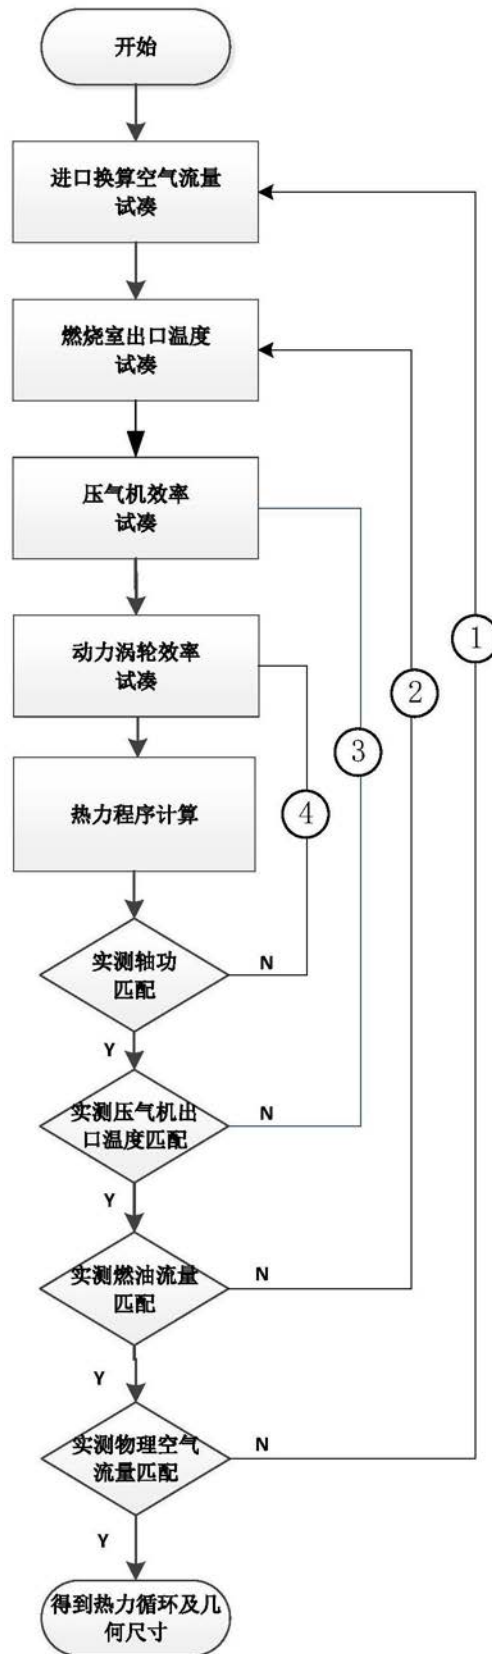 开始
进口换算空气流量
试凑
燃烧室出口温度
试凑
压气机效率
试凑
动力涡轮效率
试凑
1
2
3
热力程序计算
4
实测轴功
匹配
N
Y
实测压气机出
口温度匹配
N
Y
实测燃油流量
匹配
N
Y
实测物理空气
流量匹配
N
Y
得到热力循环及几
何尺寸